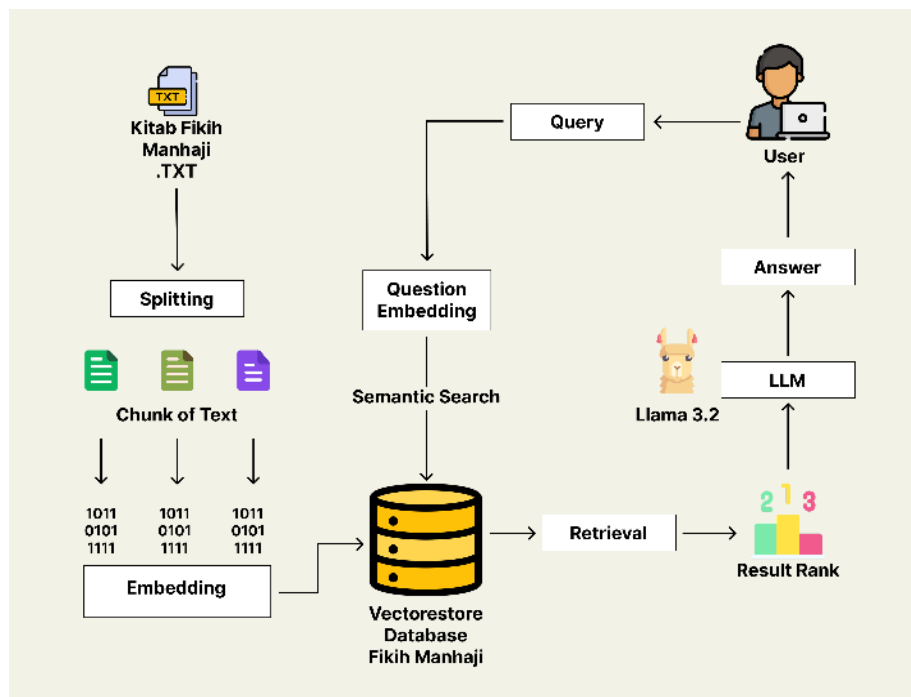 TXT
Kitab Fikih
Manhaji
.TXT
Splitting
Chunk of Text
1011 1011 1011
0101 0101 0101
1111 1111 1111
Embedding
Query
User
Question
Embedding
Semantic Search
Vectorestore
Database
Fikih Manhaji
Retrieval
2 1 3
Result Rank
Llama 3.2
LLM
Answer